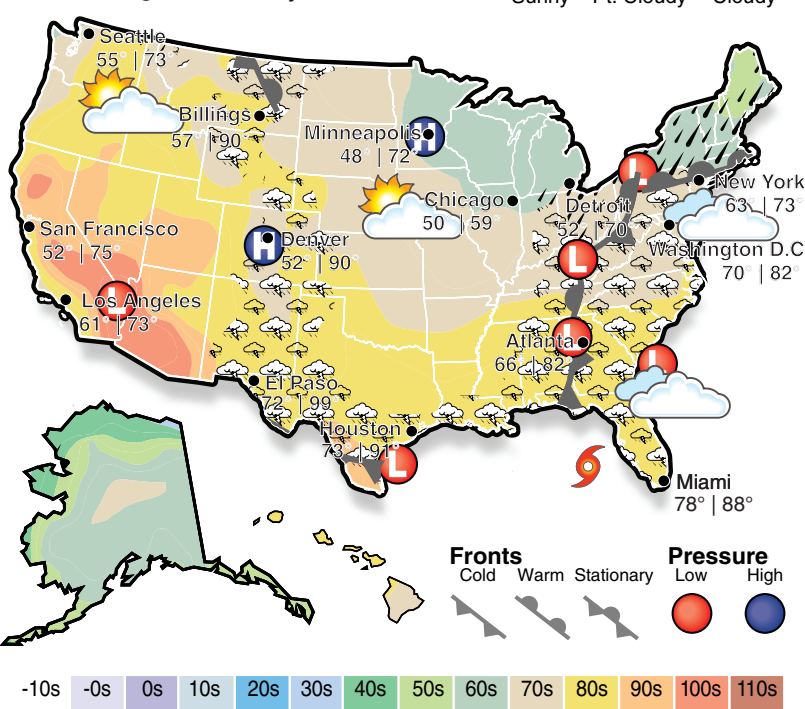 Sunny Pt. Cloudy Cloudy
Seattle
55° | 73°
Billings
57° | 90°
Minneapolis
48° | 72°
H
Chicago
50° | 59°
Detroit
52° | 70°
L
New York
63° | 73°
Washington D.C.
70° | 82°
San Francisco
52° | 75°
H
Denver
52° | 90°
L
Los Angeles
61° | 73°
L
L
Atlanta
66° | 82°
L
El Paso
72° | 99°
Houston
73° | 91°
L
Miami
78° | 88°
Fronts
Cold Warm Stationary
Pressure
Low High
-10s -0s 0s 10s 20s 30s 40s 50s 60s 70s 80s 90s 100s 110s